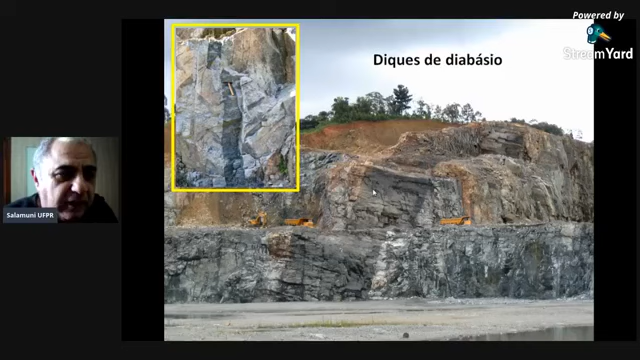 Powered by
StreamYard
Diques de diabásio
Salamuni UFPR